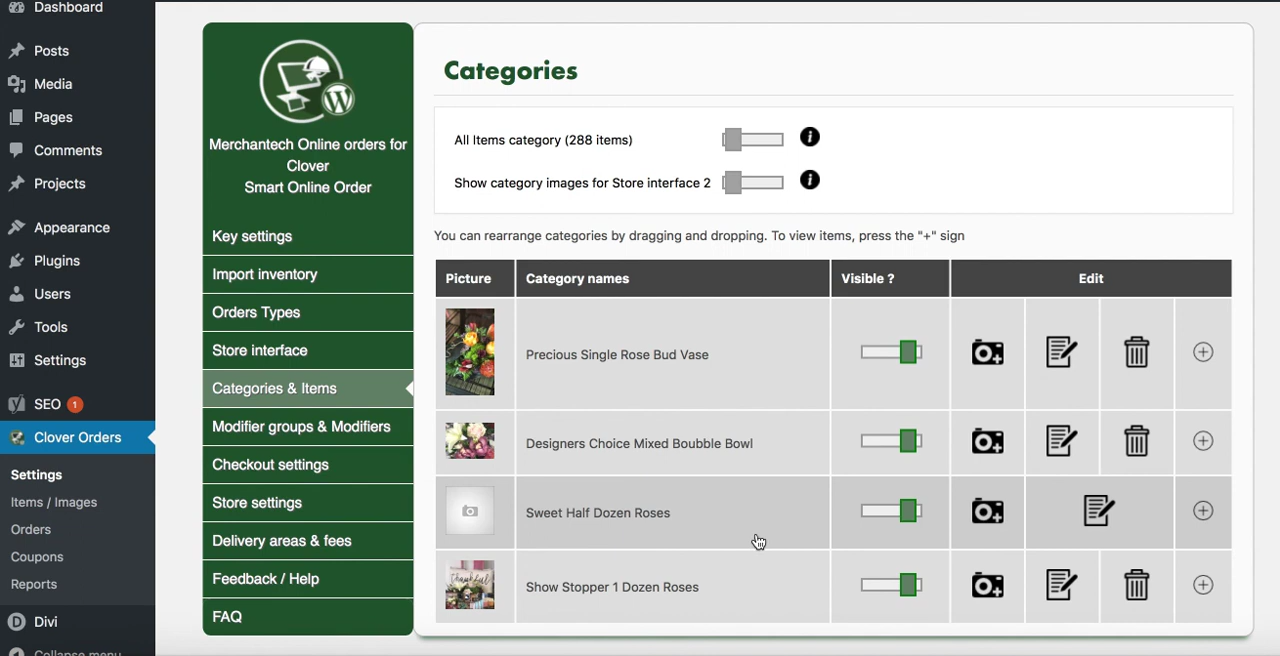 Dashboard
Posts
Media
Pages
Comments
Projects
Appearance
Plugins
Users
Tools
Settings
SEO 1
Clover Orders
Settings
Items / Images
Orders
Coupons
Reports
Divi
Collapse menu
Merchantech Online orders for
Clover
Smart Online Order
Key settings
Import inventory
Orders Types
Store interface
Categories & Items
Modifier groups & Modifiers
Checkout settings
Store settings
Delivery areas & fees
Feedback / Help
FAQ
Categories
All Items category (288 items)
Show category images for Store interface 2
You can rearrange categories by dragging and dropping. To view items, press the "+" sign
Picture Category names Visible ? Edit
Precious Single Rose Bud Vase
Designers Choice Mixed Boubble Bowl
Sweet Half Dozen Roses
Show Stopper 1 Dozen Roses